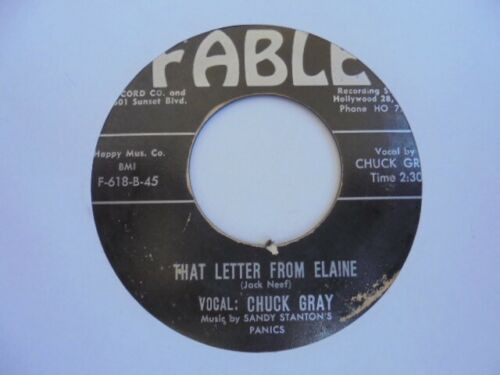 FABLE
CORD CO. and
601 Sunset Blvd.
Recording S
Hollywood 28,
Phone HO 7
Happy Mus. Co.
BMI
F-618-B-45
Vocal by
CHUCK GR
Time 2:30
THAT LETTER FROM ELAINE
(Jack Neef)
VOCAL: CHUCK GRAY
Music by SANDY STANTON'S
PANICS